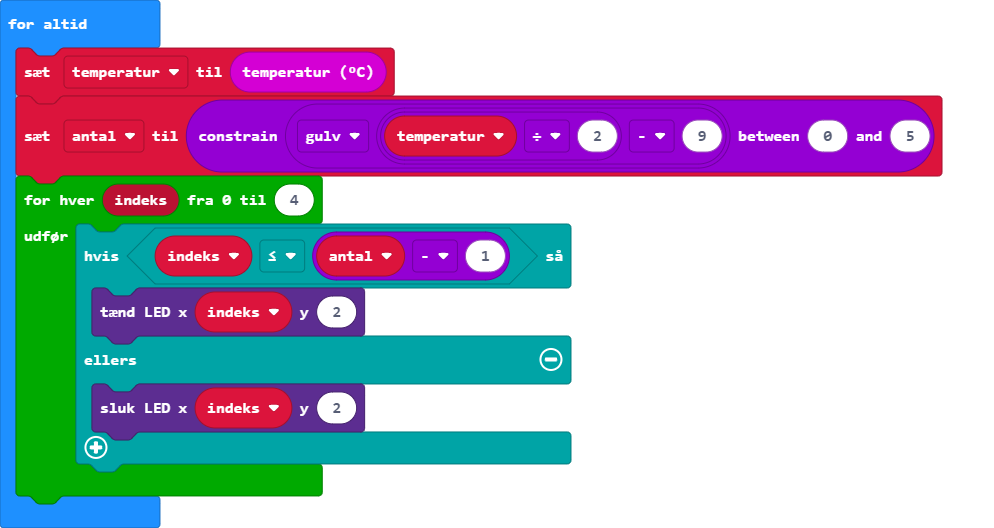 for altid
sæt temperatur til temperatur (ºC)
sæt antal til constrain gulv temperatur ÷ 2 - 9 between 0 and 5
for hver indeks fra 0 til 4
udfør
hvis indeks ≤ antal - 1 så
tænd LED x indeks y 2
ellers
sluk LED x indeks y 2